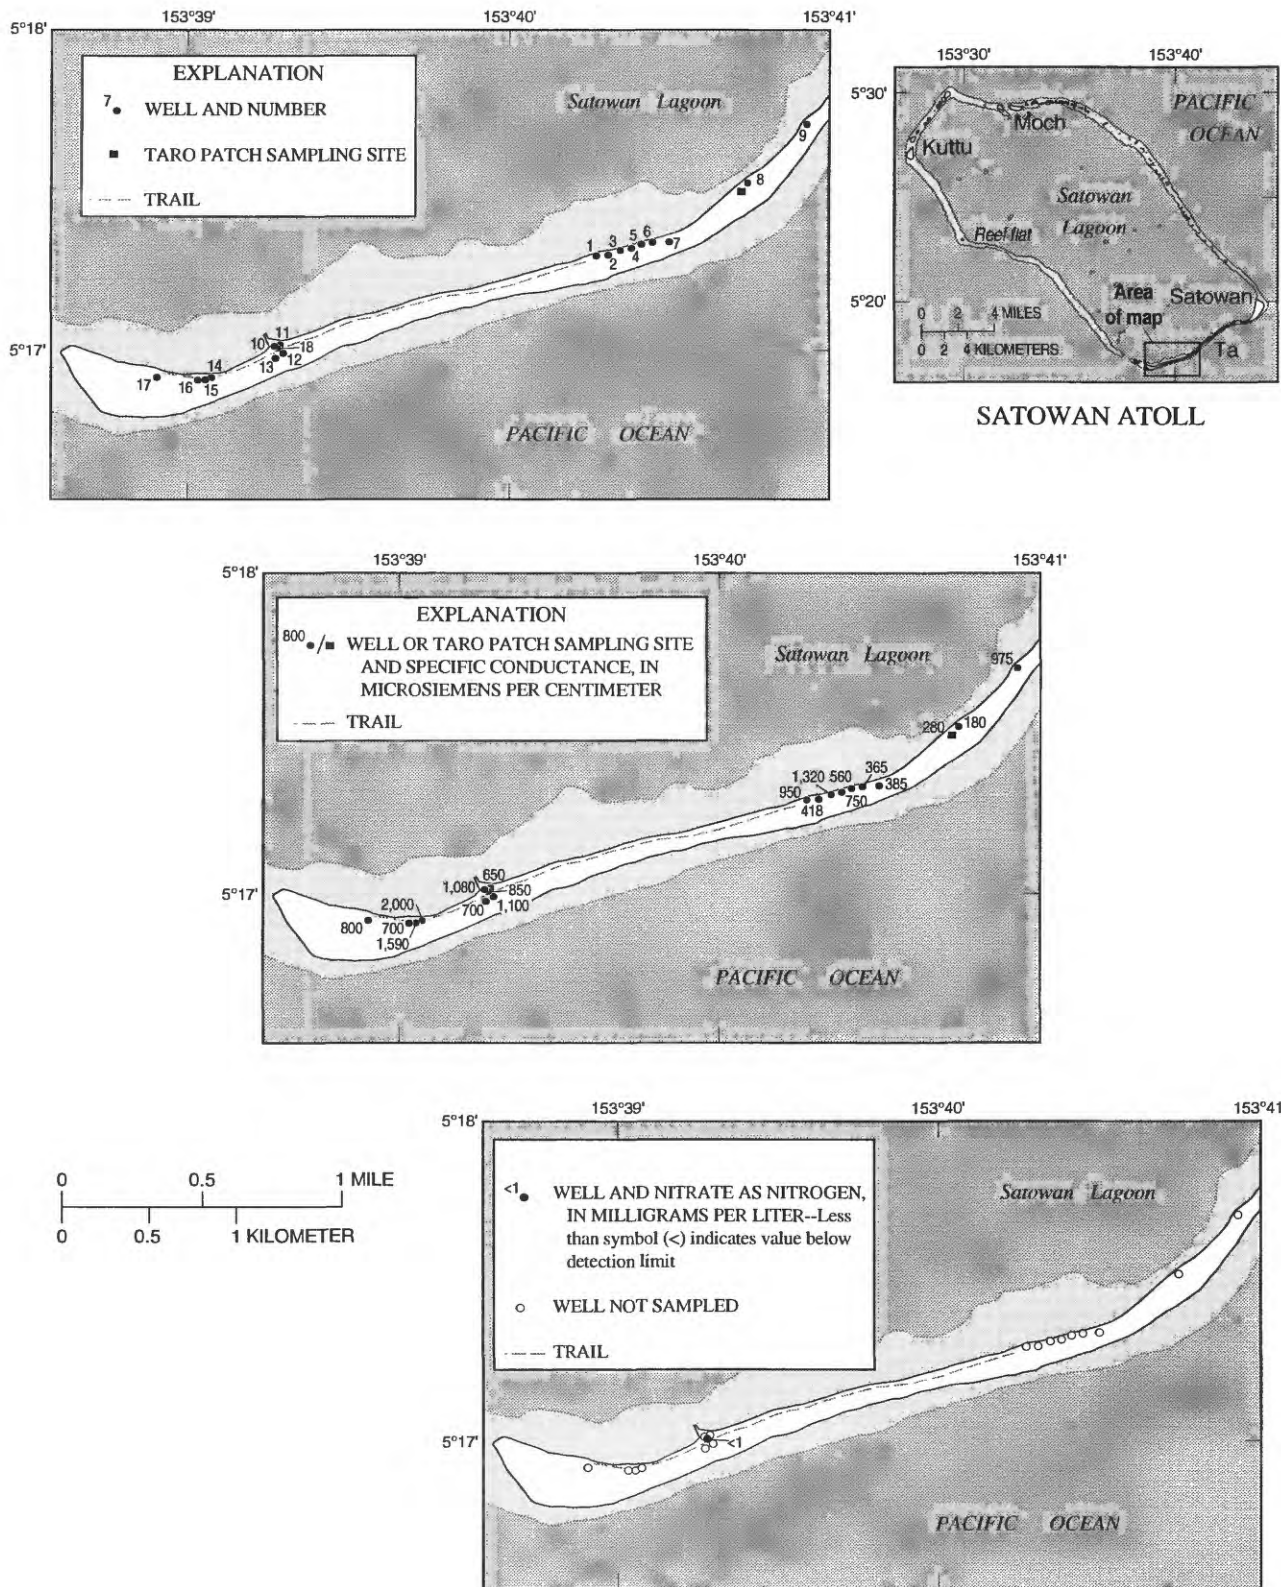 153°39'
153°40'
153°41'
5°18'
EXPLANATION
7 WELL AND NUMBER
TARO PATCH SAMPLING SITE
TRAIL
Satowan Lagoon
9
8
1
3
5
6
7
2
4
5°17'
10
11
18
12
13
14
17
16
15
PACIFIC OCEAN
153°30'
153°40'
5°30'
PACIFIC
OCEAN
Moch
Kuttu
Satowan
Lagoon
Reef flat
5°20'
Area
of map
Satowan
0 2 4 MILES
0 2 4 KILOMETERS
Ta
SATOWAN ATOLL
153°39'
153°40'
153°41'
5°18'
EXPLANATION
800 / WELL OR TARO PATCH SAMPLING SITE
AND SPECIFIC CONDUCTANCE, IN
MICROSIEMENS PER CENTIMETER
TRAIL
Satowan Lagoon
975
280
180
1,320
560
365
950
385
418
750
5°17'
650
1,080
850
700
1,100
2,000
800
700
1,590
PACIFIC OCEAN
0 0.5 1 MILE
0 0.5 1 KILOMETER
153°39'
153°40'
153°41'
5°18'
<1 WELL AND NITRATE AS NITROGEN,
IN MILLIGRAMS PER LITER--Less
than symbol (<) indicates value below
detection limit
WELL NOT SAMPLED
TRAIL
Satowan Lagoon
5°17'
<1
PACIFIC OCEAN